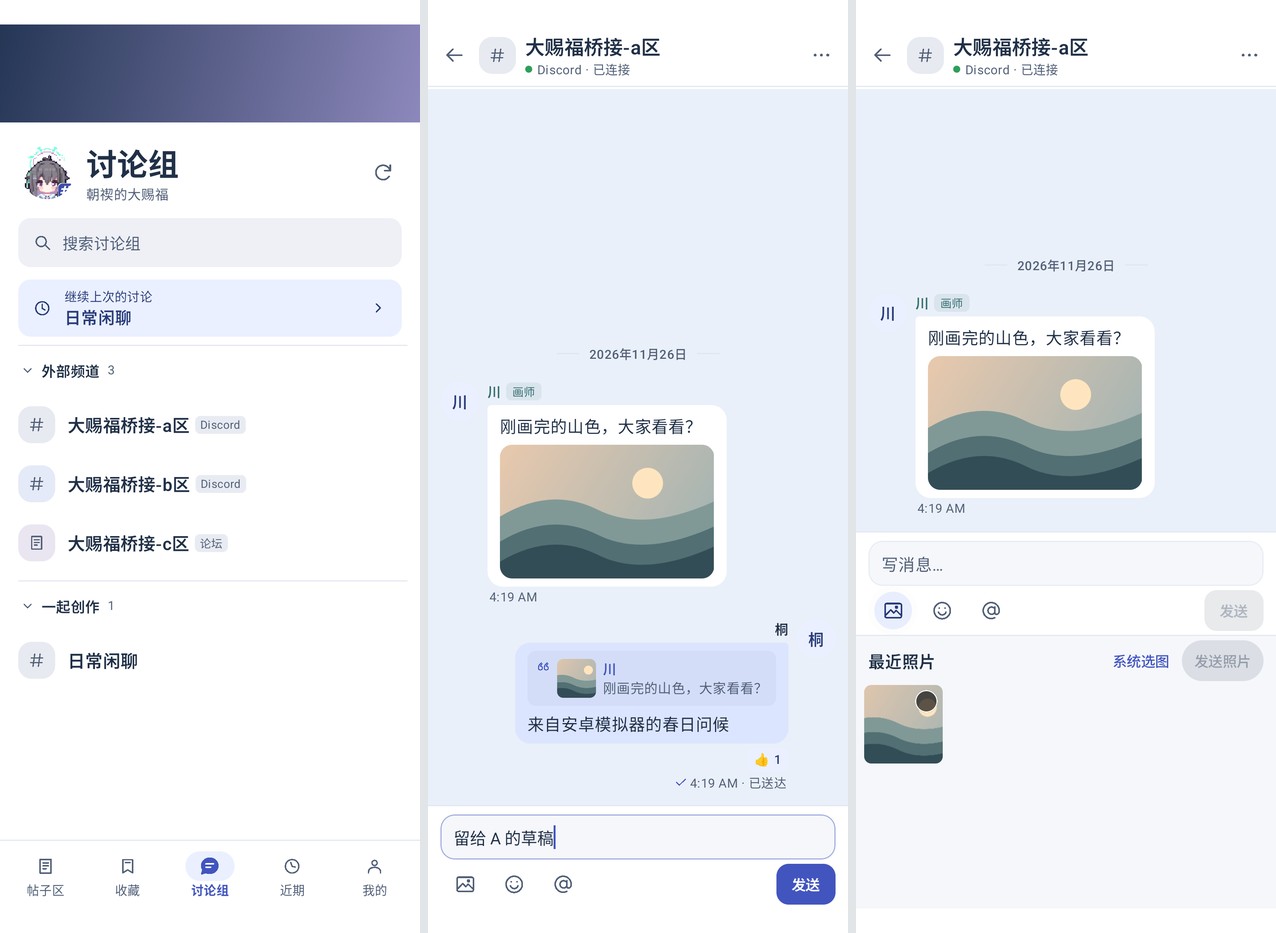 讨论组
朝禊的大赐福
搜索讨论组
继续上次的讨论
日常闲聊
外部频道 3
大赐福桥接-a区 Discord
大赐福桥接-b区 Discord
大赐福桥接-c区 论坛
一起创作 1
日常闲聊
帖子区 收藏 讨论组 近期 我的
大赐福桥接-a区
Discord · 已连接
2026年11月26日
川 川 画师
刚画完的山色，大家看看？
4:19 AM
桐 桐
川
刚画完的山色，大家看看？
来自安卓模拟器的春日问候
👍 1
4:19 AM · 已送达
留给 A 的草稿
发送
大赐福桥接-a区
Discord · 已连接
2026年11月26日
川 川 画师
刚画完的山色，大家看看？
4:19 AM
写消息…
发送
最近照片 系统选图 发送照片